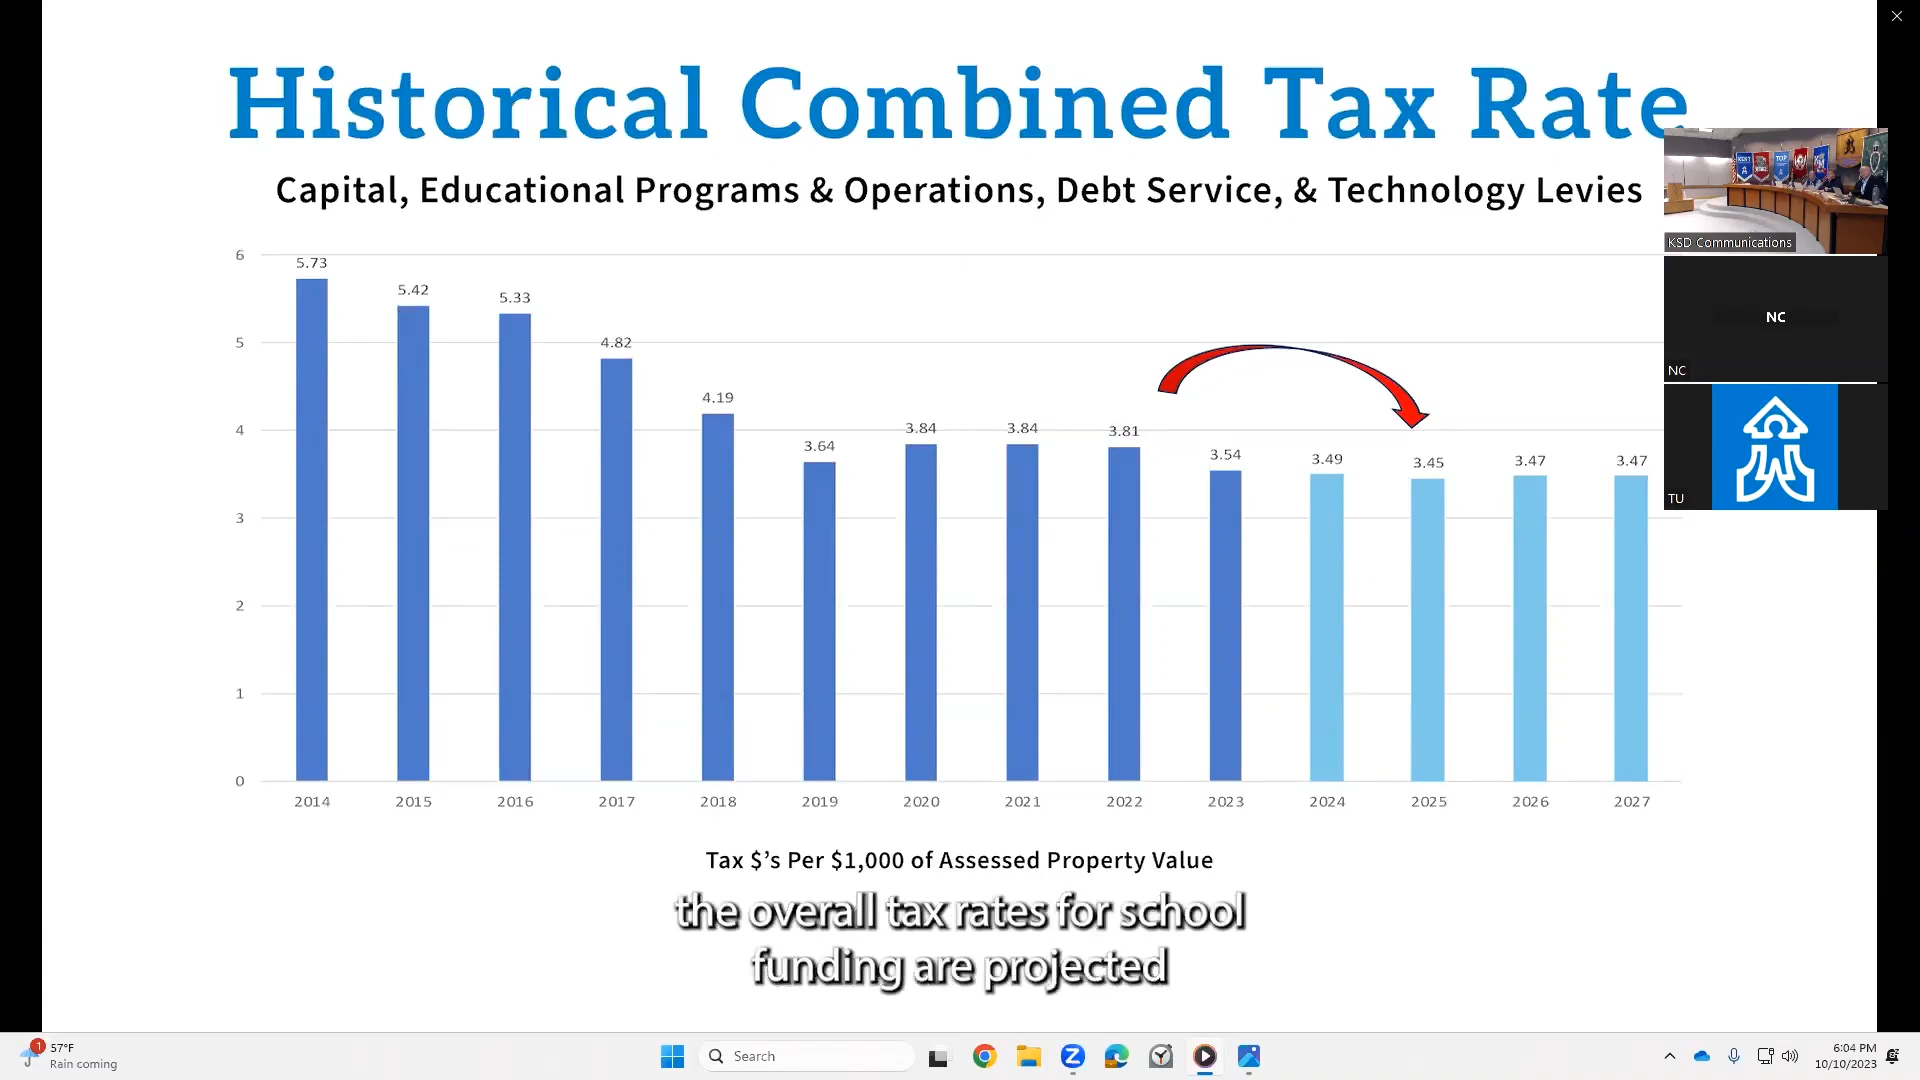 Historical Combined Tax Rate
Capital, Educational Programs & Operations, Debt Service, & Technology Levies
KSD Communications
NC
NC
TU
6
5
4
3
2
1
0
5.73
5.42
5.33
4.82
4.19
3.64
3.84
3.84
3.81
3.54
3.49
3.45
3.47
3.47
2014 2015 2016 2017 2018 2019 2020 2021 2022 2023 2024 2025 2026 2027
Tax $'s Per $1,000 of Assessed Property Value
the overall tax rates for school
funding are projected
1
57°F
Rain coming
Search
6:04 PM
10/10/2023